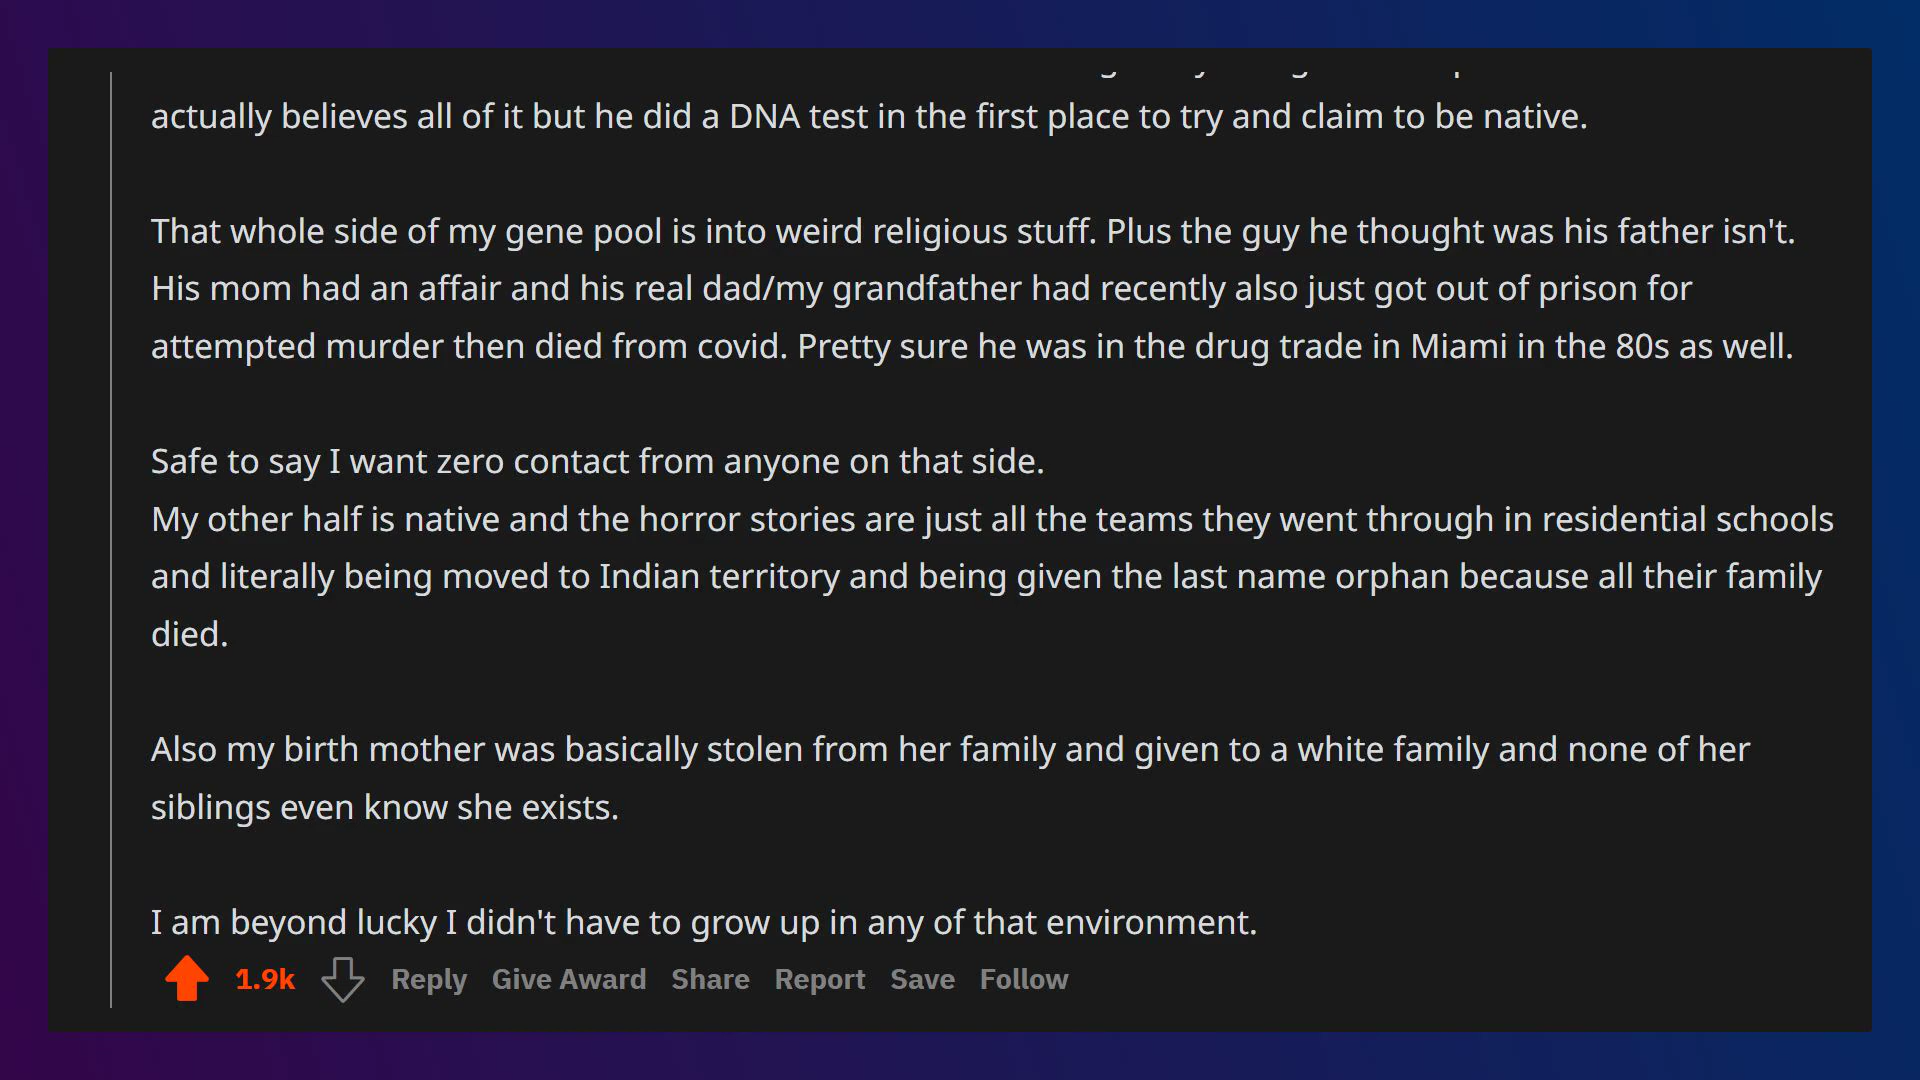 actually believes all of it but he did a DNA test in the first place to try and claim to be native.
That whole side of my gene pool is into weird religious stuff. Plus the guy he thought was his father isn't.
His mom had an affair and his real dad/my grandfather had recently also just got out of prison for
attempted murder then died from covid. Pretty sure he was in the drug trade in Miami in the 80s as well.
Safe to say I want zero contact from anyone on that side.
My other half is native and the horror stories are just all the teams they went through in residential schools
and literally being moved to Indian territory and being given the last name orphan because all their family
died.
Also my birth mother was basically stolen from her family and given to a white family and none of her
siblings even know she exists.
I am beyond lucky I didn't have to grow up in any of that environment.
1.9k Reply Give Award Share Report Save Follow